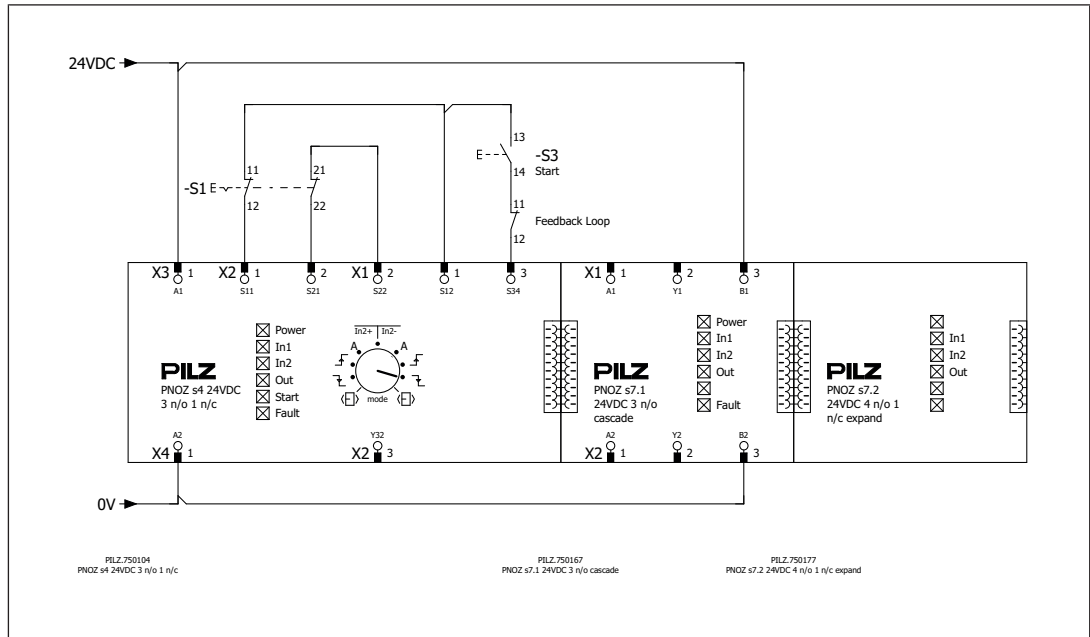 24VDC
13
E -S3
14 Start
11 21
-S1 E
12 22
11
Feedback Loop
12
X3 1 X2 1 2 X1 2 1 3 X1 1 2 3
A1 S11 S21 S22 S12 S34 A1 Y1 B1
Power In2+ In2- Power
In1 A A In1 In1
In2 In2 In2
PILZ Out PILZ Out PILZ Out
PNOZ s4 24VDC Start mode PNOZ s7.1 PNOZ s7.2
3 n/o 1 n/c Fault 24VDC 3 n/o Fault 24VDC 4 n/o 1
cascade n/c expand
A2 Y32 A2 Y2 B2
X4 1 X2 3 X2 1 2 3
0V
PILZ.750104 PILZ.750167 PILZ.750177
PNOZ s4 24VDC 3 n/o 1 n/c PNOZ s7.1 24VDC 3 n/o cascade PNOZ s7.2 24VDC 4 n/o 1 n/c expand